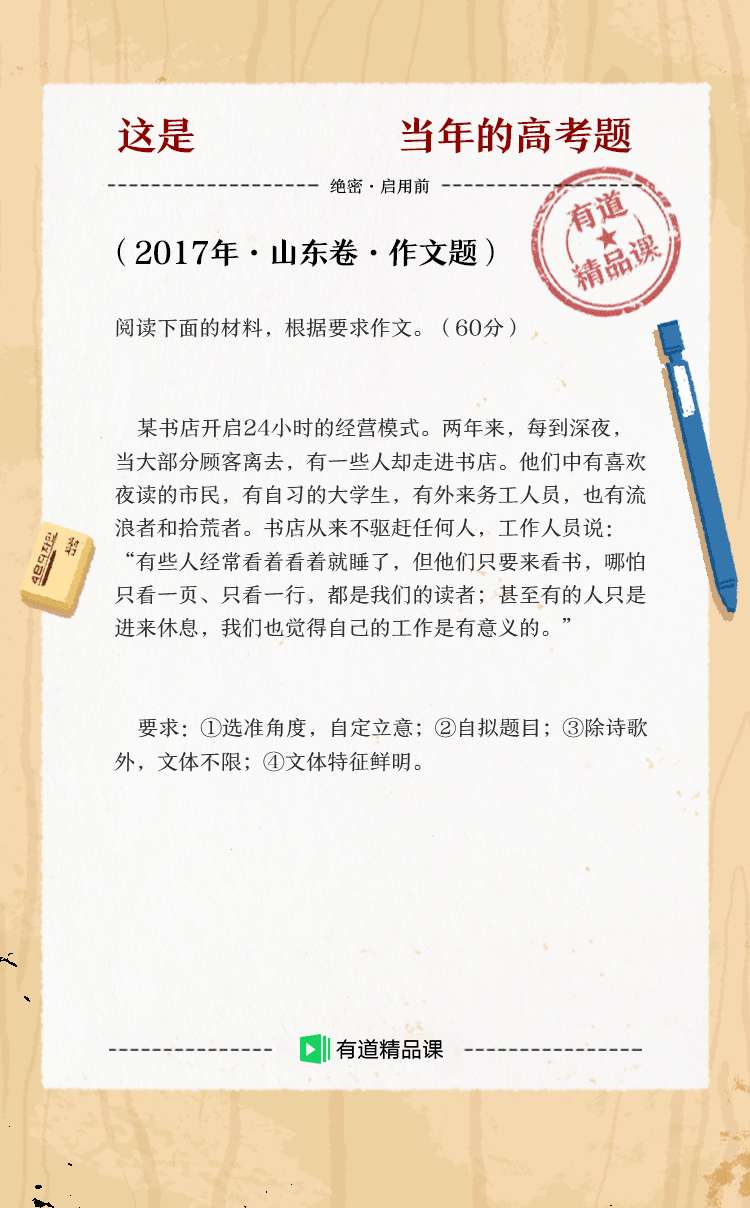 这是 当年的高考题
绝密·启用前
有道
精品课
（2017年·山东卷·作文题）
阅读下面的材料，根据要求作文。（60分）
某书店开启24小时的经营模式。两年来，每到深夜，
当大部分顾客离去，有一些人却走进书店。他们中有喜欢
夜读的市民，有自习的大学生，有外来务工人员，也有流
浪者和拾荒者。书店从来不驱赶任何人，工作人员说：
“有些人经常看着看着就睡了，但他们只要来看书，哪怕
只看一页、只看一行，都是我们的读者；甚至有的人只是
进来休息，我们也觉得自己的工作是有意义的。”
要求：①选准角度，自定立意；②自拟题目；③除诗歌
外，文体不限；④文体特征鲜明。
有道精品课